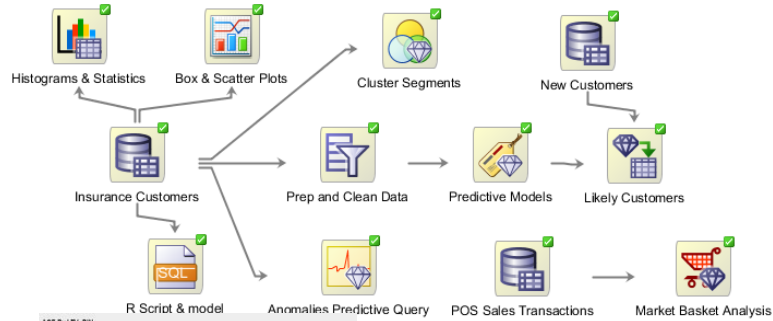 Histograms & Statistics
Box & Scatter Plots
Cluster Segments
New Customers
Insurance Customers
Prep and Clean Data
Predictive Models
Likely Customers
SQL
R Script & model
Anomalies Predictive Query
POS Sales Transactions
Market Basket Analysis